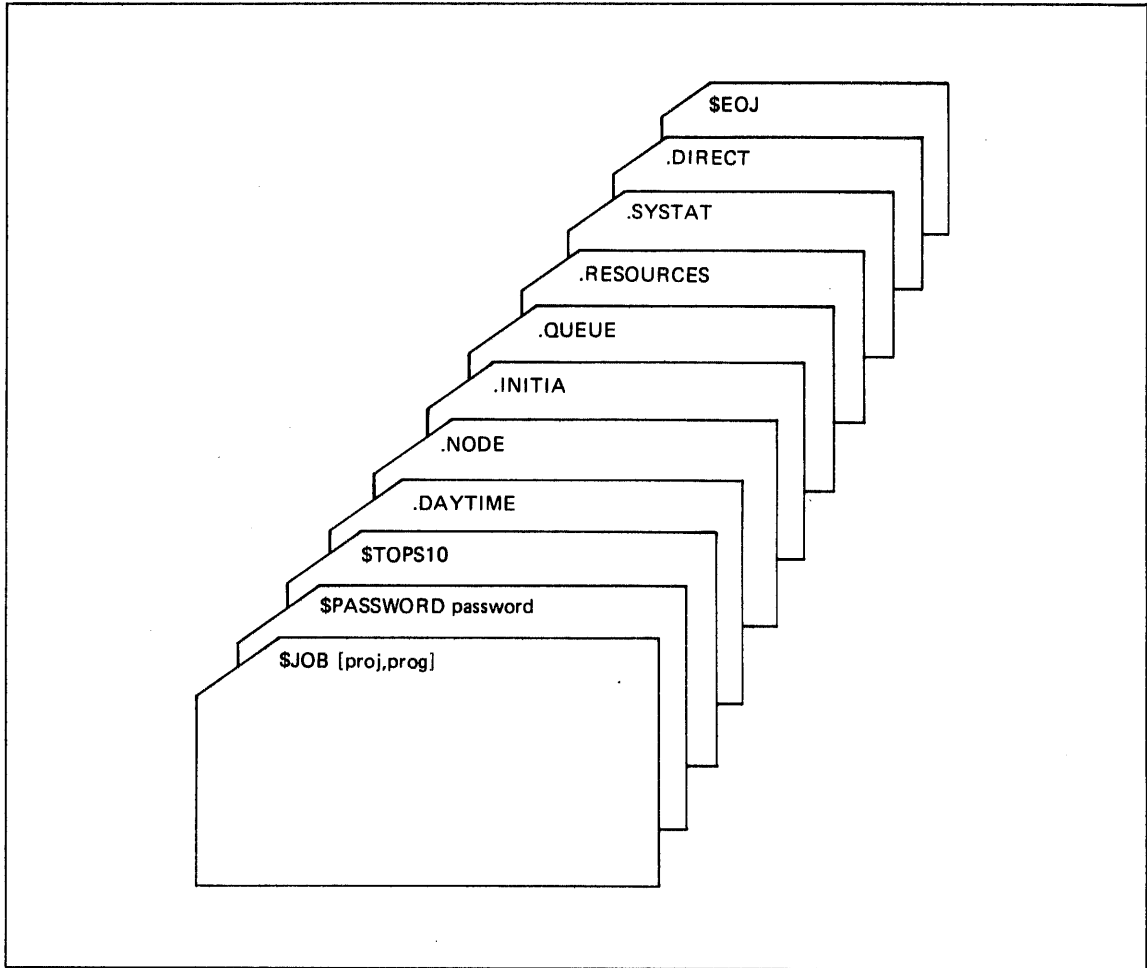 $EOJ
.DIRECT
.SYSTAT
.RESOURCES
.QUEUE
.INITIA
.NODE
.DAYTIME
$TOPS10
$PASSWORD password
$JOB [proj,prog]